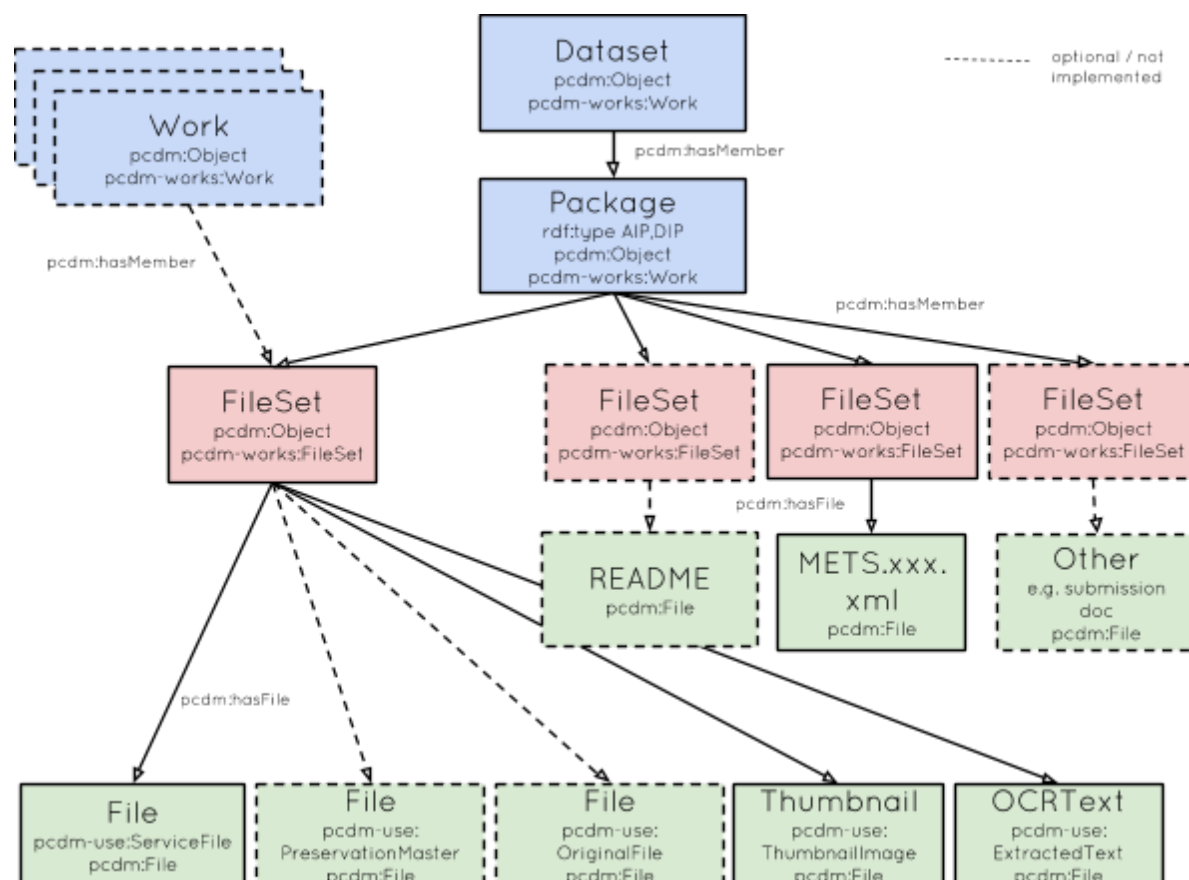 Dataset
pcdm:Object
pcdm-works:Work
optional / not
implemented
Work
pcdm:Object
pcdm-works:Work
pcdm:hasMember
Package
rdf:type AIP,DIP
pcdm:Object
pcdm-works:Work
pcdm:hasMember
pcdm:hasMember
FileSet
pcdm:Object
pcdm-works:FileSet
FileSet
pcdm:Object
pcdm-works:FileSet
FileSet
pcdm:Object
pcdm-works:FileSet
FileSet
pcdm:Object
pcdm-works:FileSet
pcdm:hasFile
README
pcdm:File
METS.xxx.
xml
pcdm:File
Other
e.g. submission
doc
pcdm:File
pcdm:hasFile
File
pcdm-use:ServiceFile
pcdm:File
File
pcdm-use:
PreservationMaster
pcdm:File
File
pcdm-use:
OriginalFile
pcdm:File
Thumbnail
pcdm-use:
ThumbnailImage
pcdm:File
OCRText
pcdm-use:
ExtractedText
pcdm:File